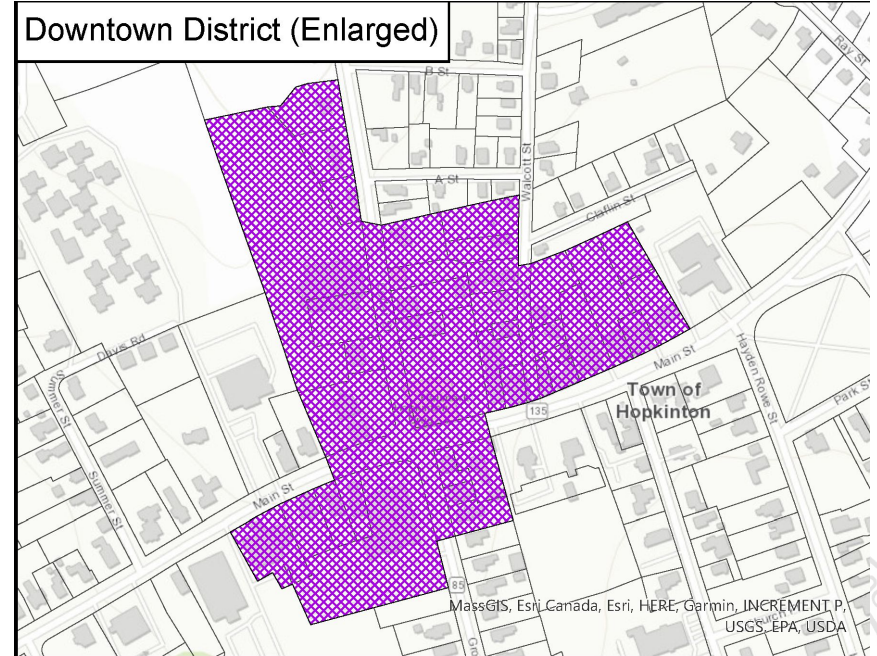 Downtown District (Enlarged)
Ray St
B St
A St
Walcott St
Claflin St
Davis Rd
Summer St
Summer St
Main St
Main St
135
Town of
Hopkinton
Hayden Rowe St
Park St
85
MassGIS, Esri Canada, Esri, HERE, Garmin, INCREMENT P,
USGS, EPA, USDA